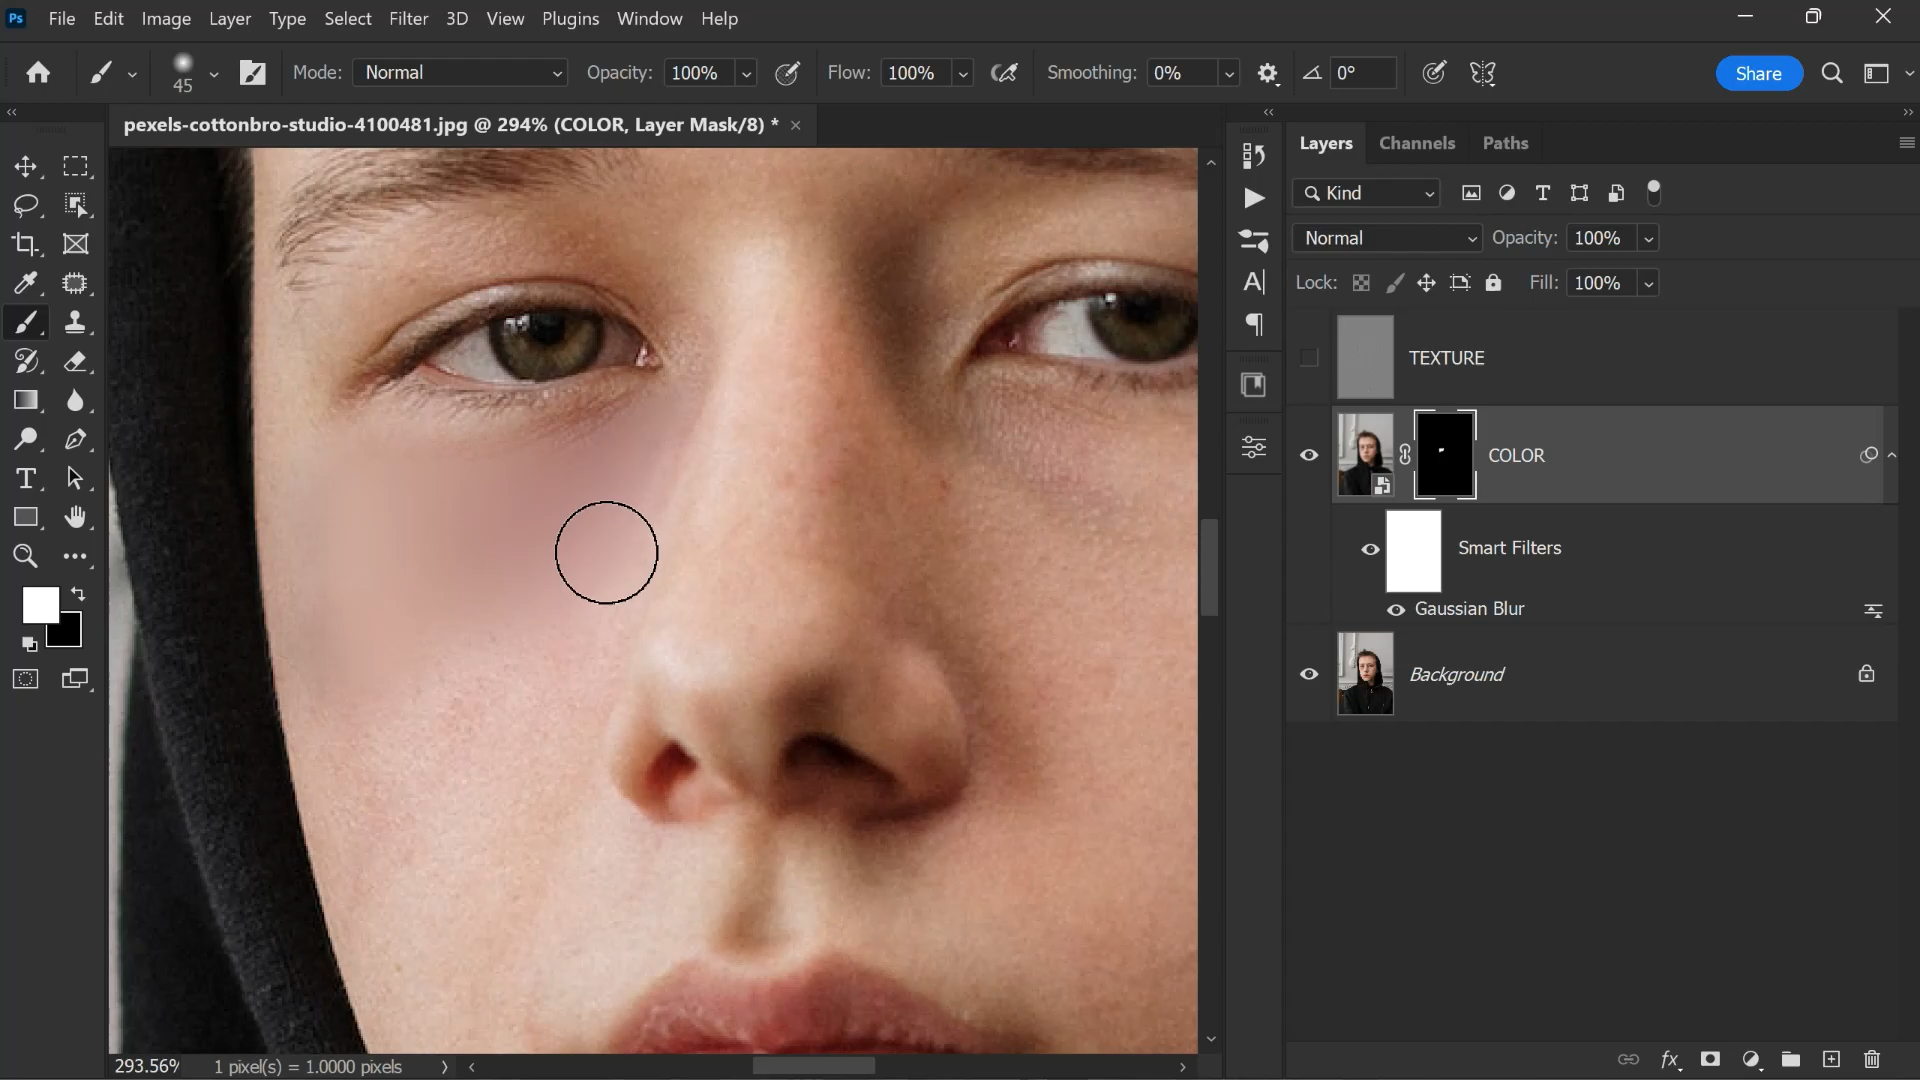 Ps File Edit Image Layer Type Select Filter 3D View Plugins Window Help
45 Mode: Normal Opacity: 100% Flow: 100% Smoothing: 0% 0° Share
pexels-cottonbro-studio-4100481.jpg @ 294% (COLOR, Layer Mask/8) *
Layers Channels Paths
Kind
Normal Opacity: 100%
Lock: Fill: 100%
TEXTURE
COLOR
Smart Filters
Gaussian Blur
Background
293.56% 1 pixel(s) = 1.0000 pixels